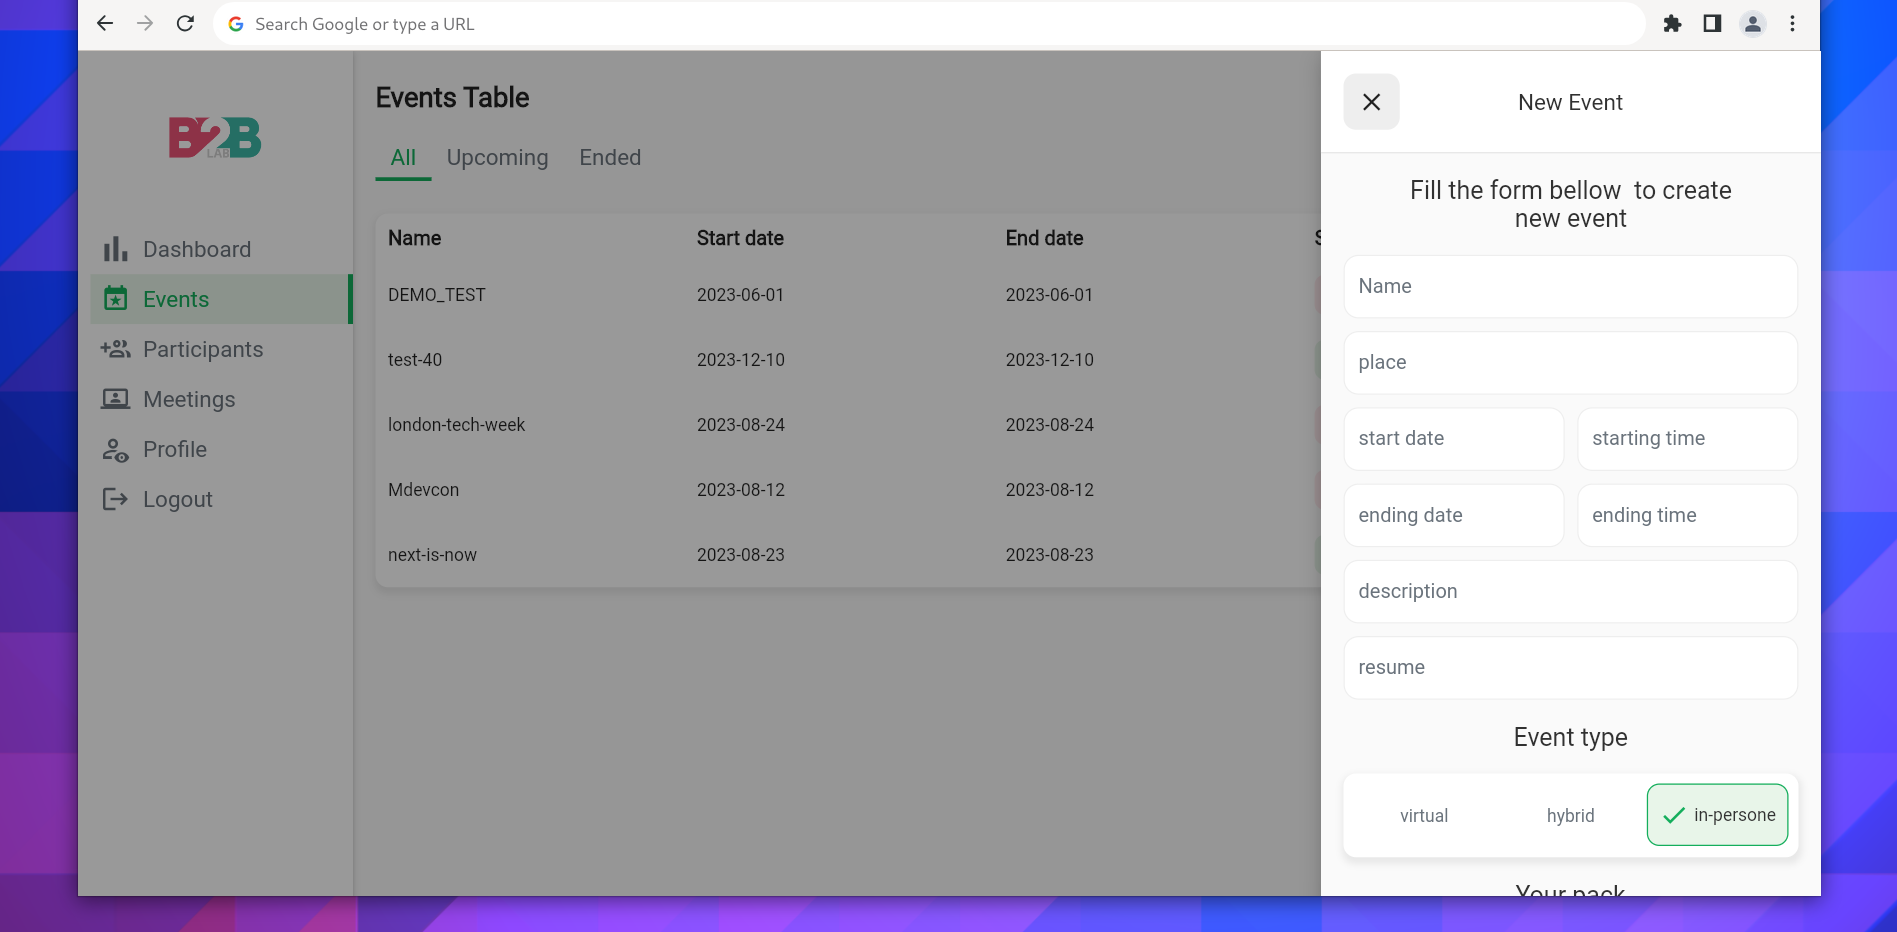 Search Google or type a URL
B2B
LAB
Dashboard
Events
Participants
Meetings
Profile
Logout
Events Table
All Upcoming Ended
Name Start date End date
DEMO_TEST 2023-06-01 2023-06-01
test-40 2023-12-10 2023-12-10
london-tech-week 2023-08-24 2023-08-24
Mdevcon 2023-08-12 2023-08-12
next-is-now 2023-08-23 2023-08-23
New Event
Fill the form bellow  to create
new event
Name
place
start date starting time
ending date ending time
description
resume
Event type
virtual hybrid in-persone
Your pack